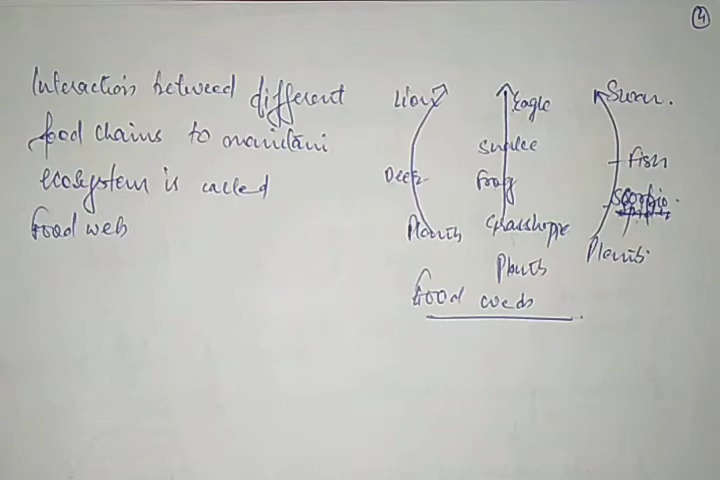 4
Interaction between different
food chains to maintain
ecosystem is called
food web
Lion
Deer
Plants
Eagle
Snake
Frog
Grasshoppe
Plants
Swan.
Fish
Plants.
Food web